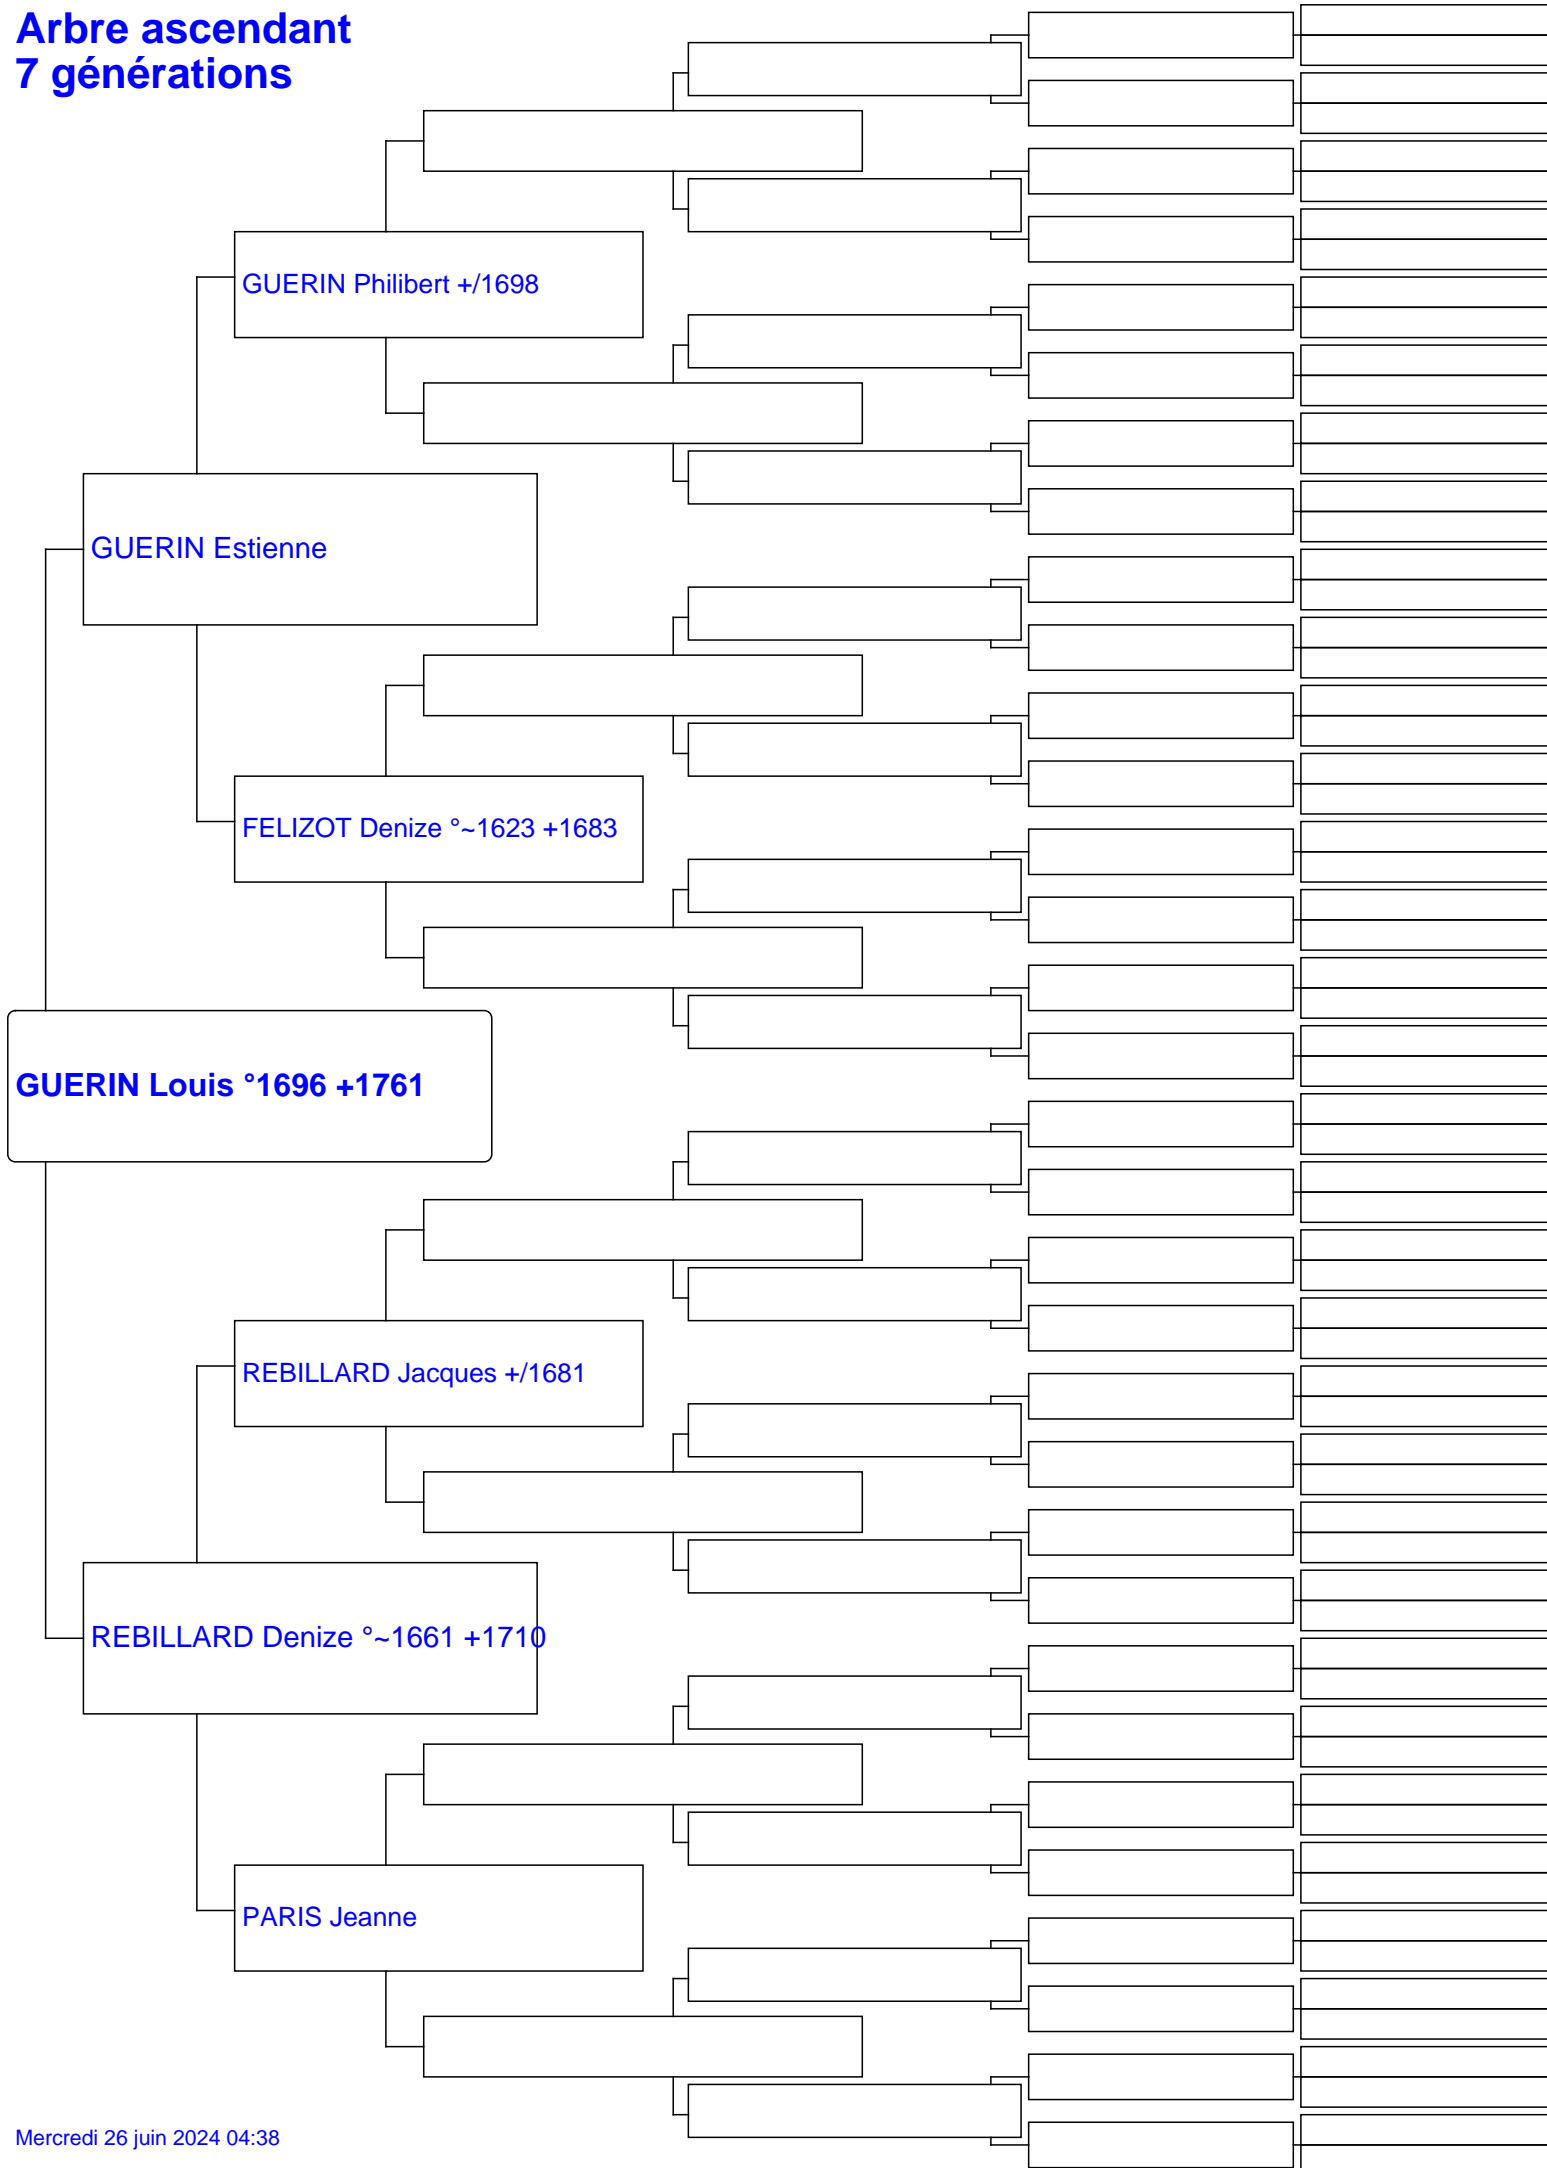 Arbre ascendant
7 générations
GUERIN Philibert +/1698
GUERIN Estienne
FELIZOT Denize °~1623 +1683
GUERIN Louis °1696 +1761
REBILLARD Jacques +/1681
REBILLARD Denize °~1661 +1710
PARIS Jeanne
Mercredi 26 juin 2024 04:38